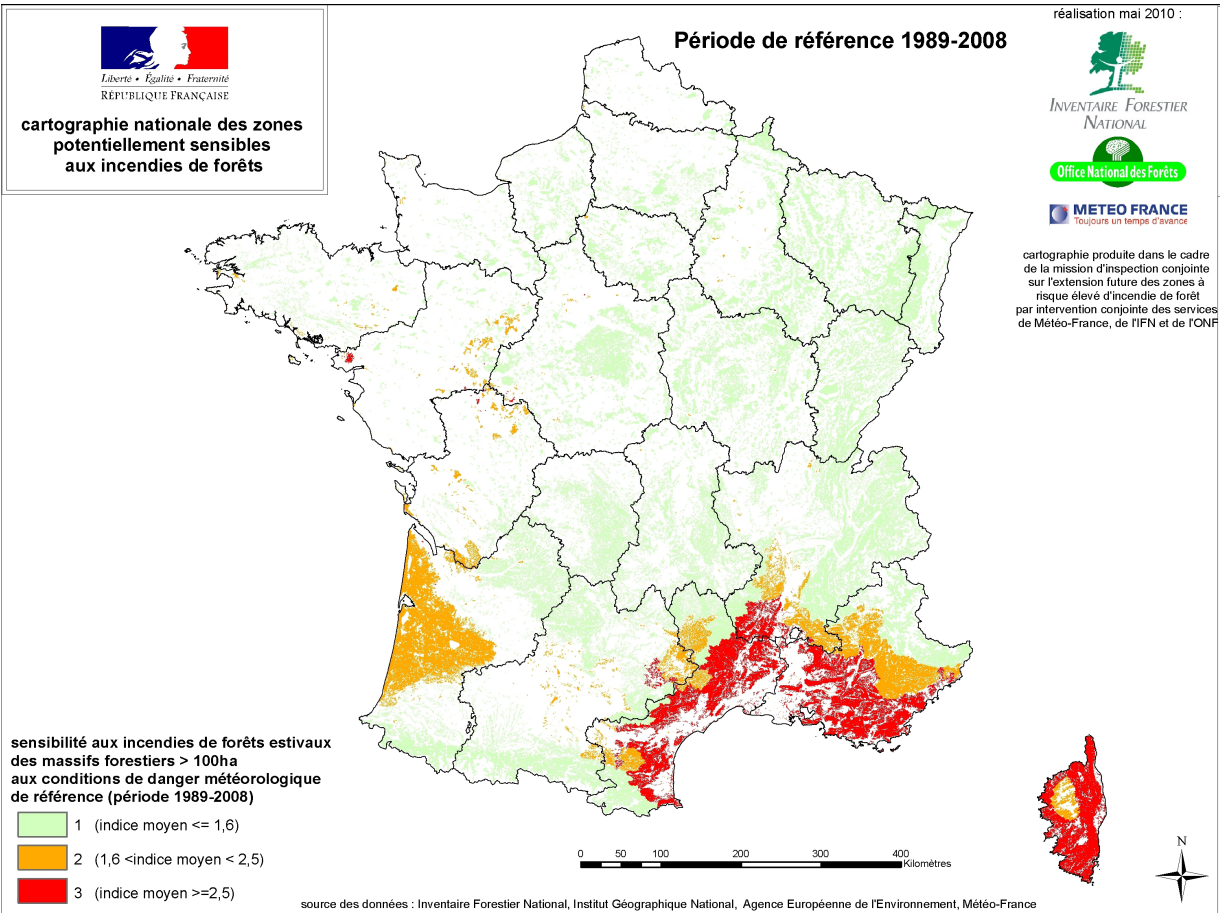 Liberté • Égalité • Fraternité
RÉPUBLIQUE FRANÇAISE
cartographie nationale des zones
potentiellement sensibles
aux incendies de forêts
Période de référence 1989-2008
réalisation mai 2010 :
INVENTAIRE FORESTIER
NATIONAL
Office National des Forêts
METEO FRANCE
Toujours un temps d'avance
cartographie produite dans le cadre
de la mission d'inspection conjointe
sur l'extension future des zones à
risque élevé d'incendie de forêt
par intervention conjointe des services
de Météo-France, de l'IFN et de l'ONF
sensibilité aux incendies de forêts estivaux
des massifs forestiers > 100ha
aux conditions de danger météorologique
de référence (période 1989-2008)
1 (indice moyen <= 1,6)
2 (1,6 <indice moyen < 2,5)
3 (indice moyen >=2,5)
0 50 100 200 300 400
Kilomètres
N
source des données : Inventaire Forestier National, Institut Géographique National, Agence Européenne de l'Environnement, Météo-France